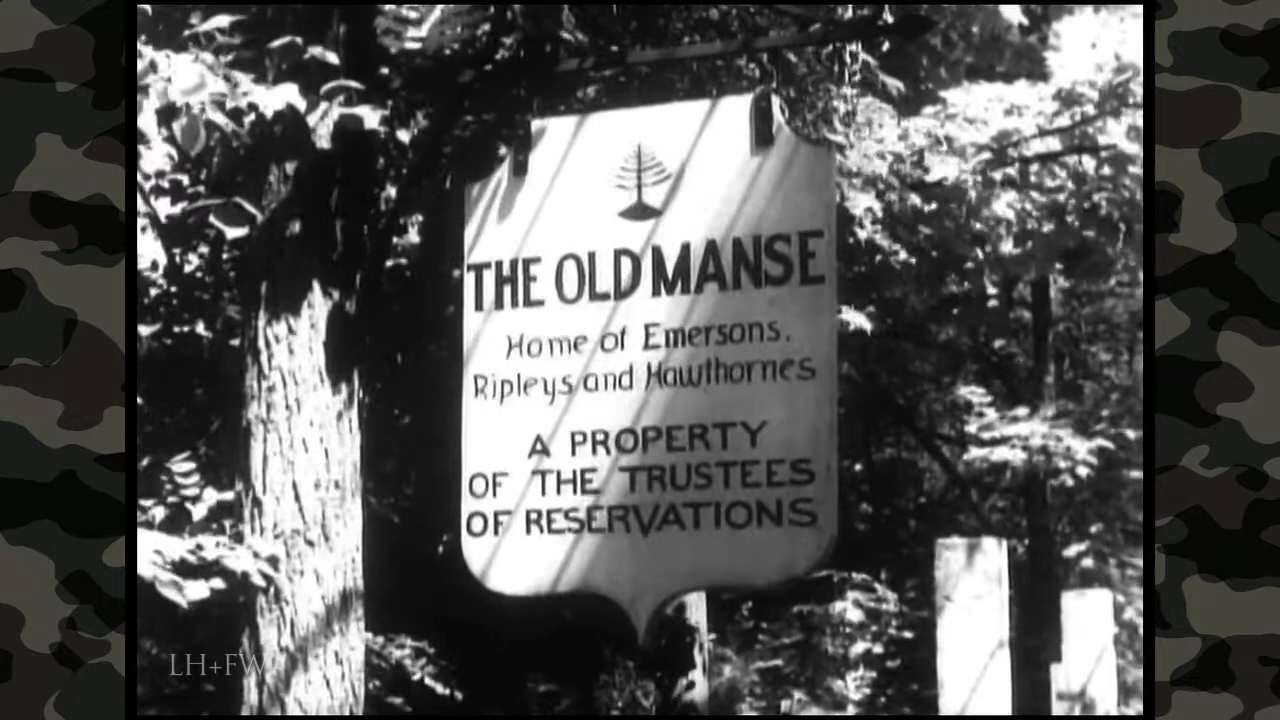 THE OLD MANSE
Home of Emersons.
Ripleys and Hawthornes
A PROPERTY
OF THE TRUSTEES
OF RESERVATIONS
LH+FW